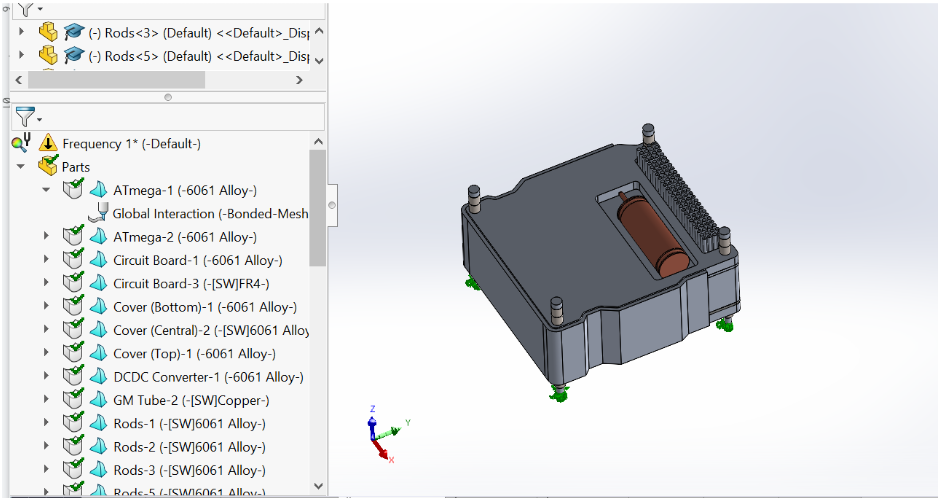 (-) Rods<3> (Default) <<Default>_Disp
(-) Rods<5> (Default) <<Default>_Disp
Frequency 1* (-Default-)
Parts
ATmega-1 (-6061 Alloy-)
Global Interaction (-Bonded-Mesh
ATmega-2 (-6061 Alloy-)
Circuit Board-1 (-6061 Alloy-)
Circuit Board-3 (-[SW]FR4-)
Cover (Bottom)-1 (-6061 Alloy-)
Cover (Central)-2 (-[SW]6061 Alloy
Cover (Top)-1 (-6061 Alloy-)
DCDC Converter-1 (-6061 Alloy-)
GM Tube-2 (-[SW]Copper-)
Rods-1 (-[SW]6061 Alloy-)
Rods-2 (-[SW]6061 Alloy-)
Rods-3 (-[SW]6061 Alloy-)
Rods-5 (-[SW]6061 Alloy-)
Z
Y
X